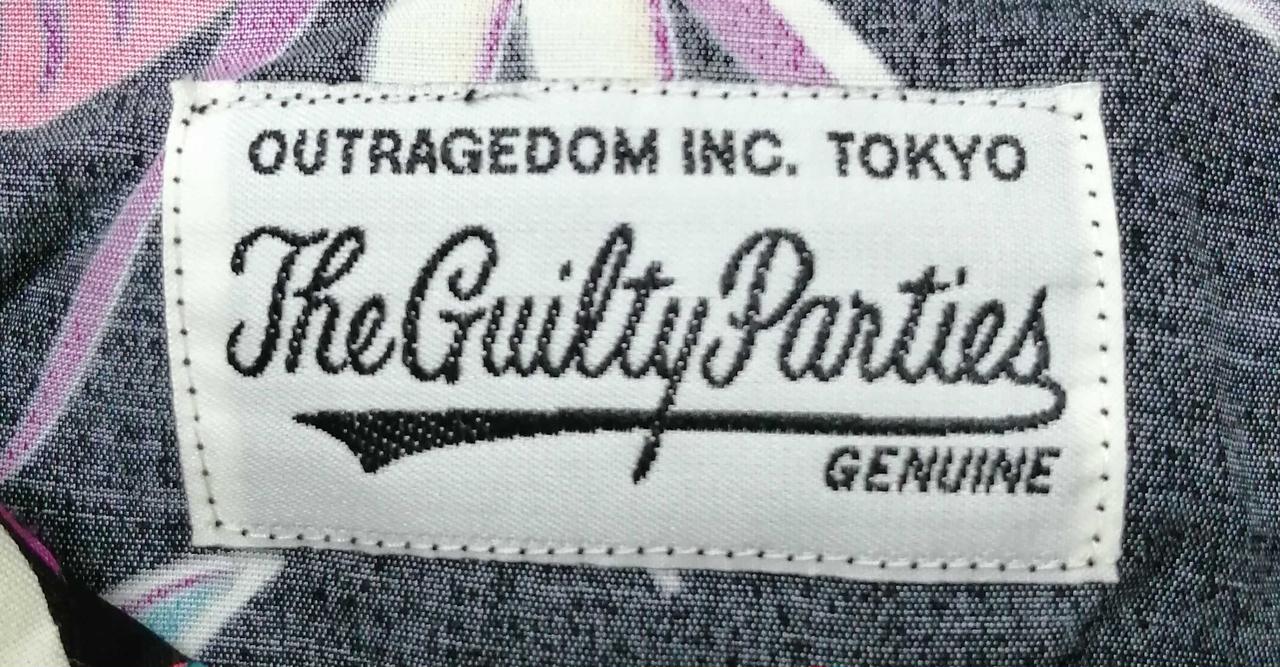 OUTRAGEDOM INC. TOKYO
The Guilty Parties
GENUINE